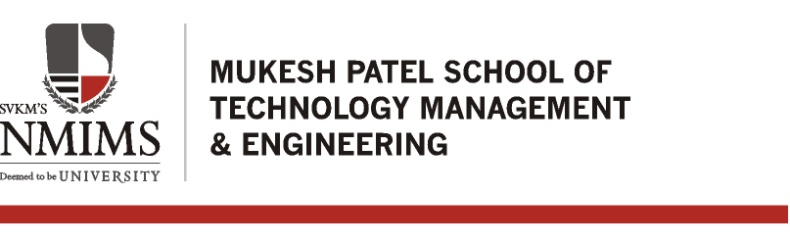 SVKM'S
NMIMS
Deemed to be UNIVERSITY
MUKESH PATEL SCHOOL OF
TECHNOLOGY MANAGEMENT
& ENGINEERING